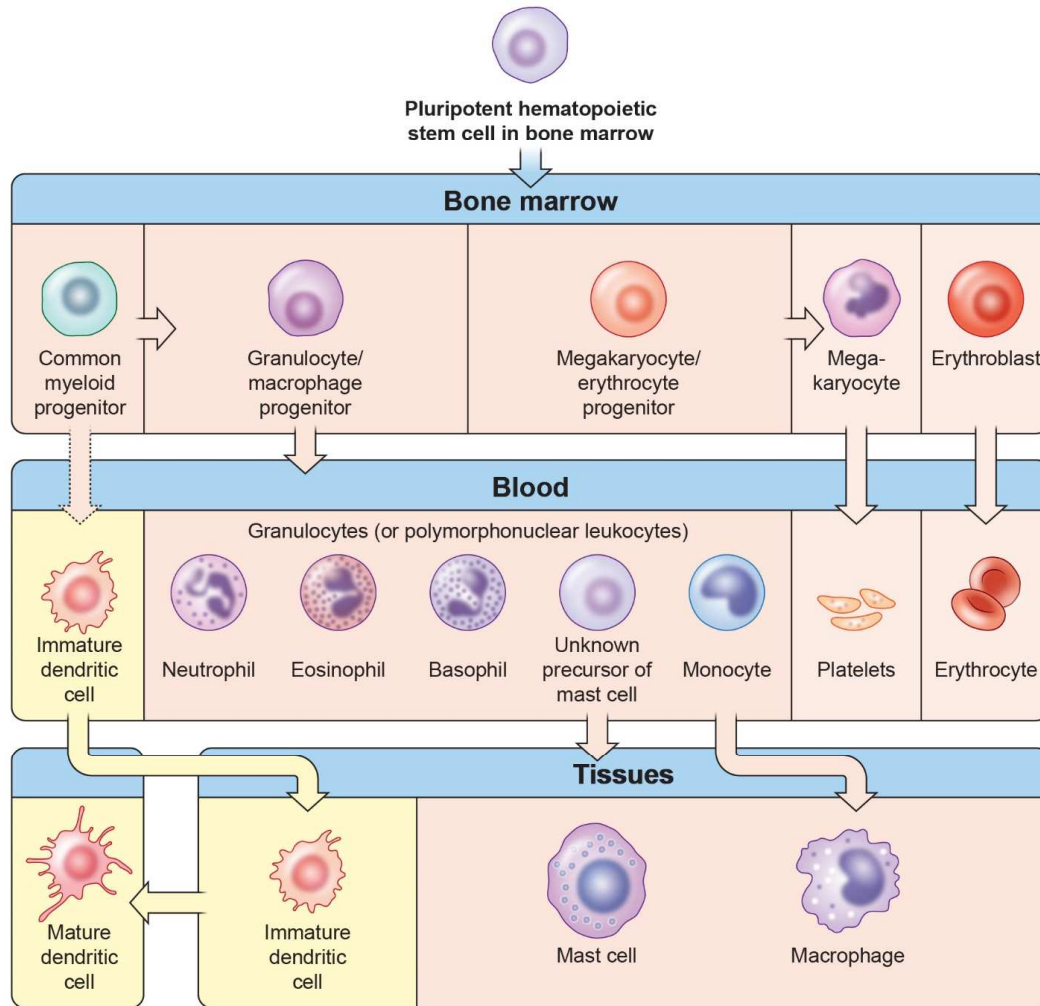 Pluripotent hematopoietic
stem cell in bone marrow
Bone marrow
Common
myeloid
progenitor
Granulocyte/
macrophage
progenitor
Megakaryocyte/
erythrocyte
progenitor
Mega-
karyocyte
Erythroblast
Blood
Granulocytes (or polymorphonuclear leukocytes)
Immature
dendritic
cell
Neutrophil
Eosinophil
Basophil
Unknown
precursor of
mast cell
Monocyte
Platelets
Erythrocyte
Tissues
Mature
dendritic
cell
Immature
dendritic
cell
Mast cell
Macrophage